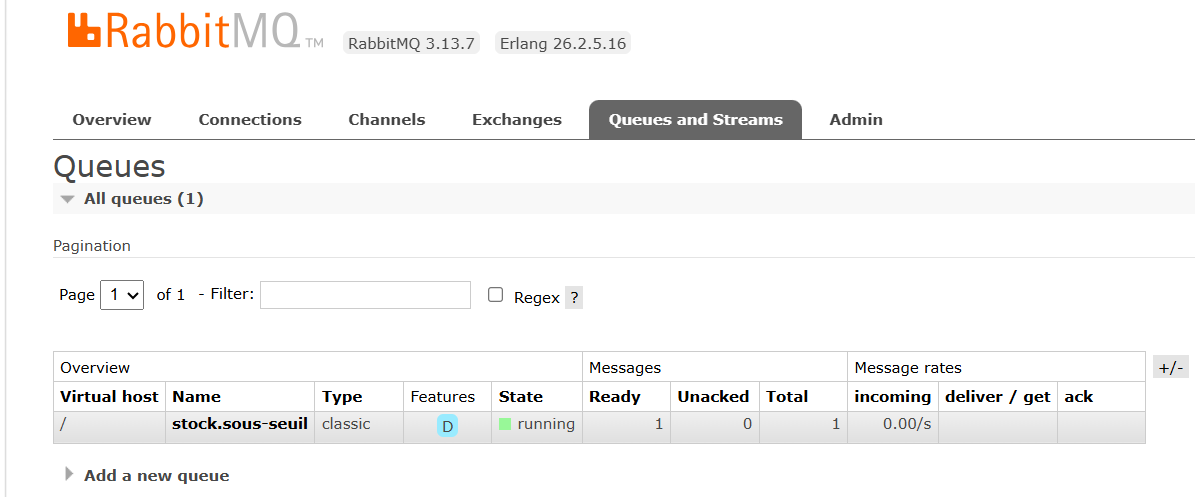 RabbitMQ TM RabbitMQ 3.13.7 Erlang 26.2.5.16
Overview Connections Channels Exchanges Queues and Streams Admin
Queues
All queues (1)
Pagination
Page 1 of 1 - Filter: Regex ?
Overview Messages Message rates +/-
Virtual host Name Type Features State Ready Unacked Total incoming deliver / get ack
/ stock.sous-seuil classic D running 1 0 1 0.00/s
Add a new queue